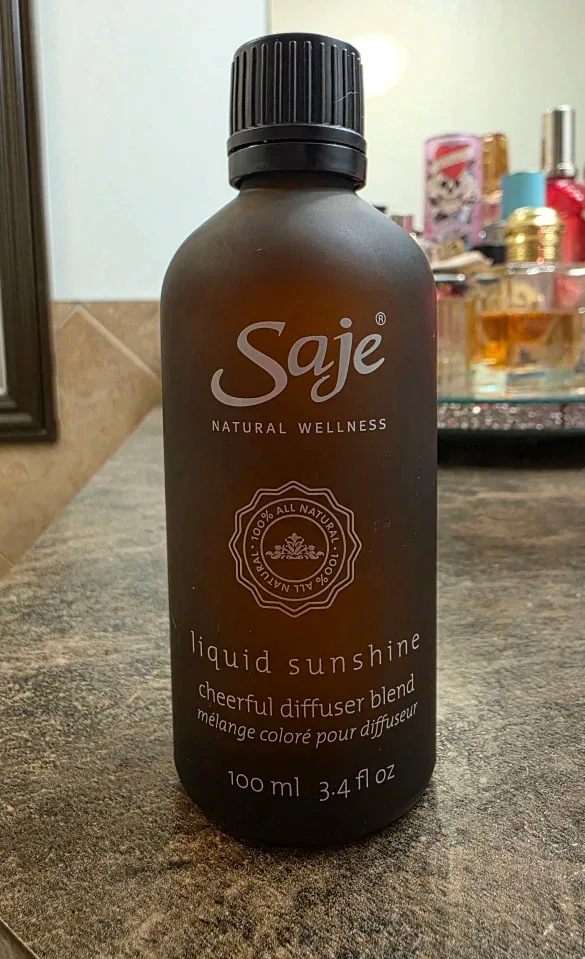 Saje®
NATURAL WELLNESS
100% ALL NATURAL · 100% ALL NATURAL ·
liquid sunshine
cheerful diffuser blend
mélange coloré pour diffuseur
100 ml 3.4 fl oz